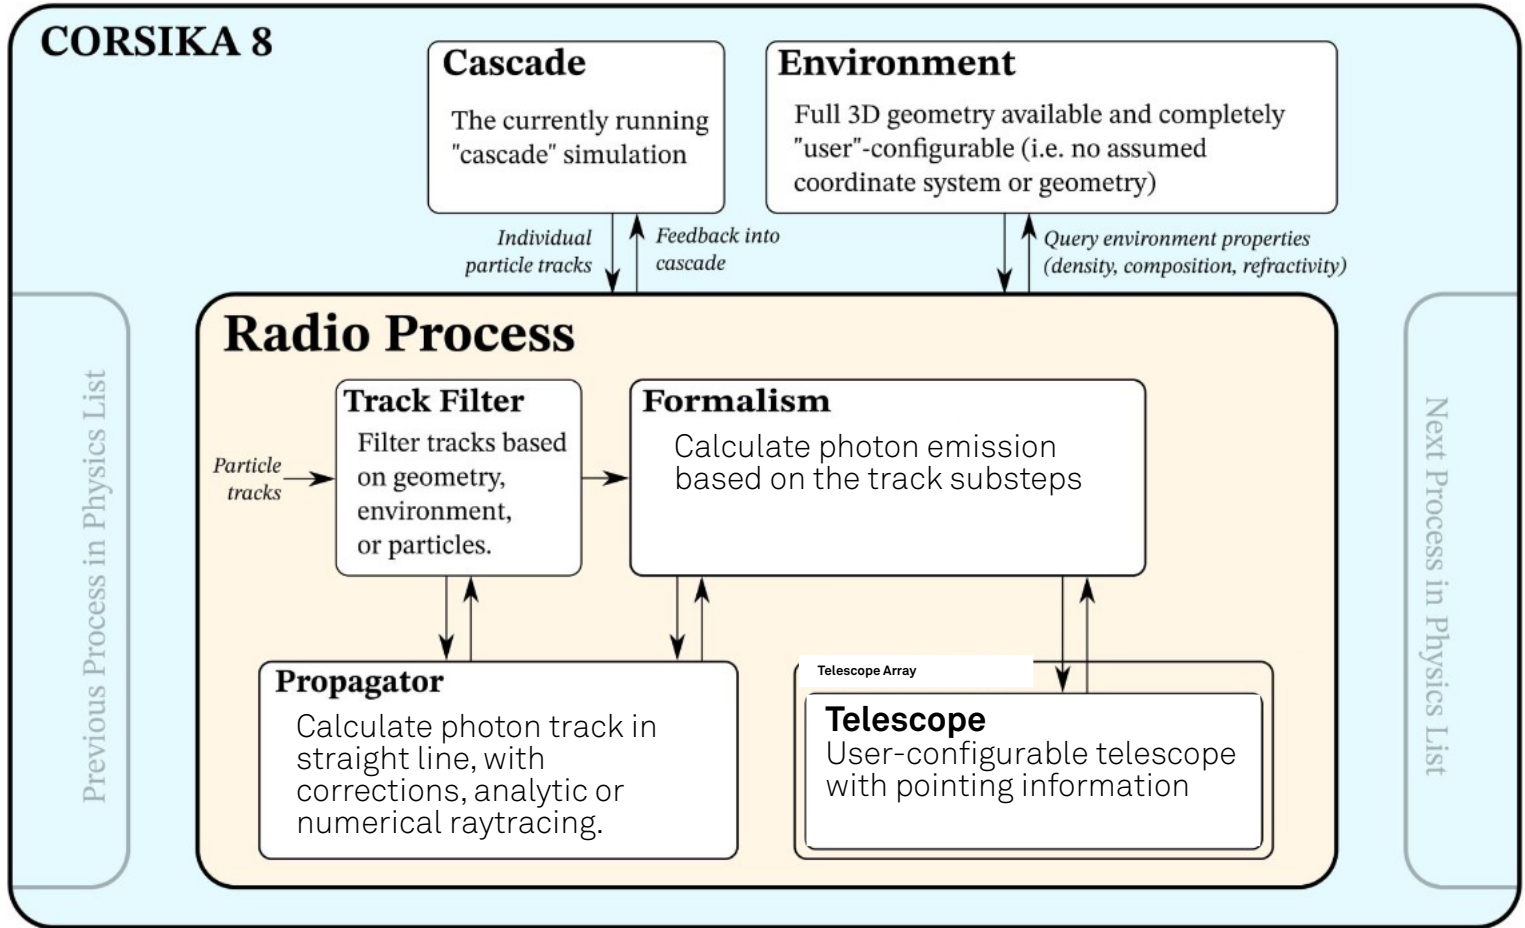 CORSIKA 8
Cascade
The currently running
"cascade" simulation
Environment
Full 3D geometry available and completely
"user"-configurable (i.e. no assumed
coordinate system or geometry)
Individual
particle tracks
Feedback into
cascade
Query environment properties
(density, composition, refractivity)
Previous Process in Physics List
Radio Process
Particle
tracks
Track Filter
Filter tracks based
on geometry,
environment,
or particles.
Formalism
Calculate photon emission
based on the track substeps
Propagator
Calculate photon track in
straight line, with
corrections, analytic or
numerical raytracing.
Telescope Array
Telescope
User-configurable telescope
with pointing information
Next Process in Physics List